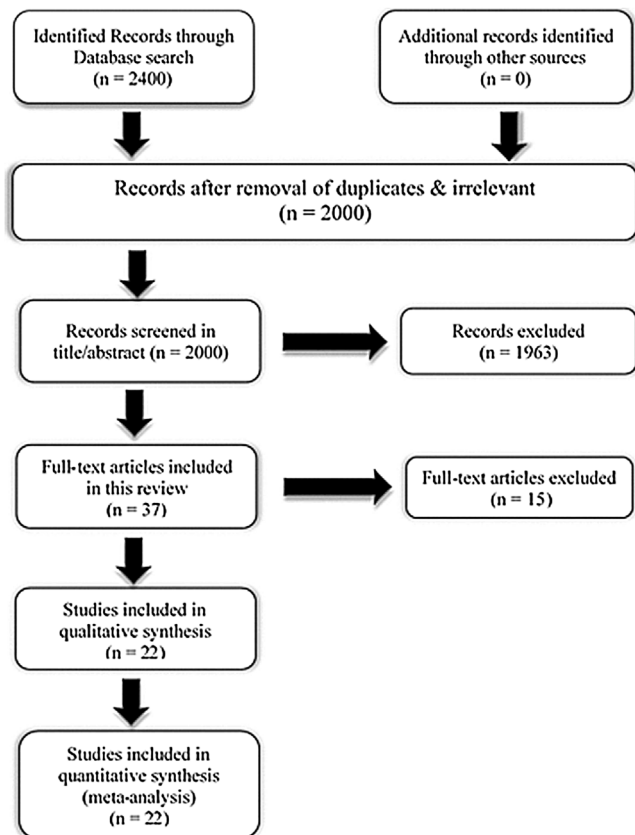 Identified Records through
Database search
(n = 2400)
Additional records identified
through other sources
(n = 0)
Records after removal of duplicates & irrelevant
(n = 2000)
Records screened in
title/abstract (n = 2000)
Records excluded
(n = 1963)
Full-text articles included
in this review
(n = 37)
Full-text articles excluded
(n = 15)
Studies included in
qualitative synthesis
(n = 22)
Studies included in
quantitative synthesis
(meta-analysis)
(n = 22)